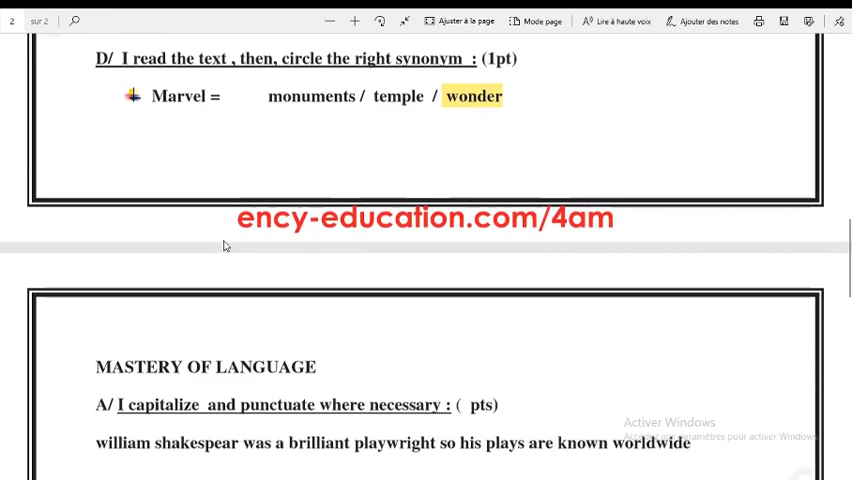 2 sur 2 Ajuster à la page Mode page Lire à haute voix Ajouter des notes
D/ I read the text , then, circle the right synonym : (1pt)
Marvel = monuments / temple / wonder
ency-education.com/4am
MASTERY OF LANGUAGE
A/ I capitalize and punctuate where necessary : ( pts)
Activer Windows
william shakespear was a brilliant playwright so his plays are known worldwide